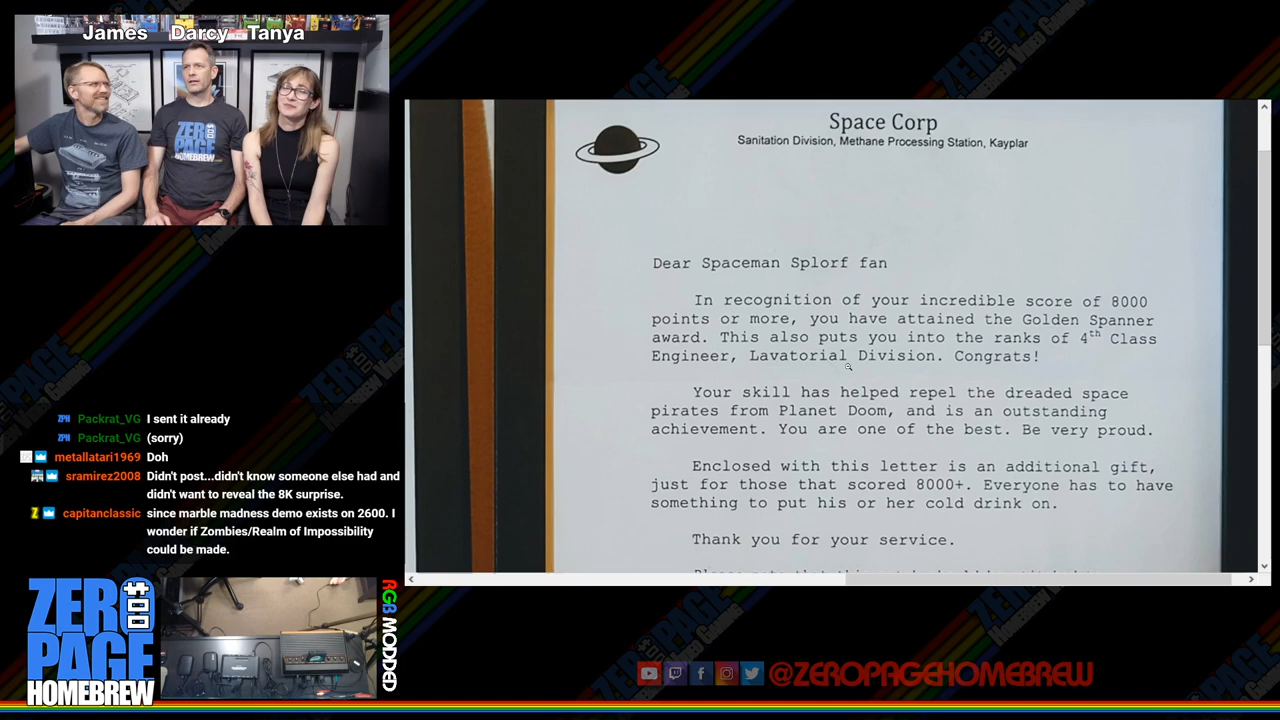 James Darcy Tanya
ZERO
PAGE
$00
HOMEBREW
Space Corp
Sanitation Division, Methane Processing Station, Kayplar
Dear Spaceman Splorf fan
In recognition of your incredible score of 8000
points or more, you have attained the Golden Spanner
award. This also puts you into the ranks of 4th Class
Engineer, Lavatorial Division. Congrats!
Your skill has helped repel the dreaded space
pirates from Planet Doom, and is an outstanding
achievement. You are one of the best. Be very proud.
Enclosed with this letter is an additional gift,
just for those that scored 8000+. Everyone has to have
something to put his or her cold drink on.
Thank you for your service.
Packrat_VG I sent it already
Packrat_VG (sorry)
metallatari1969 Doh
sramirez2008 Didn't post...didn't know someone else had and
didn't want to reveal the 8K surprise.
capitanclassic since marble madness demo exists on 2600. I
wonder if Zombies/Realm of Impossibility
could be made.
ZERO
$00
PAGE
HOMEBREW
RGB MODDED
@ZEROPAGEHOMEBREW